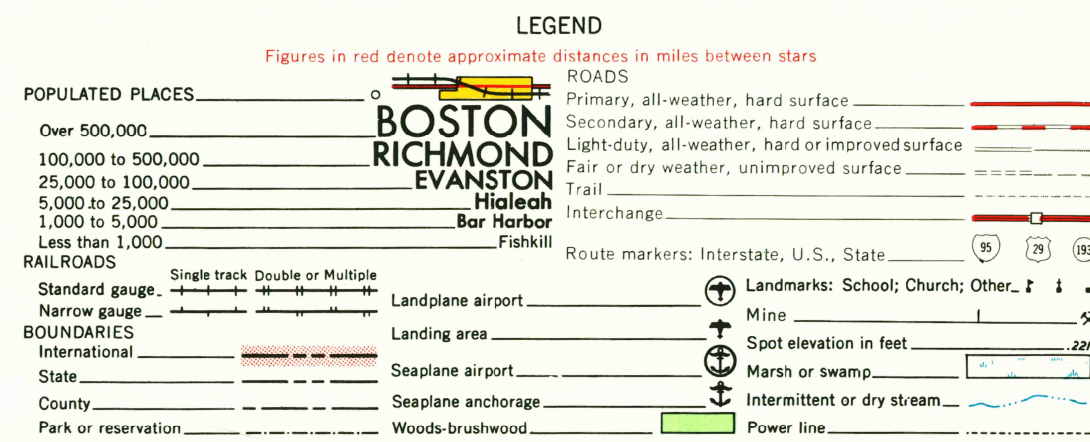 LEGEND
Figures in red denote approximate distances in miles between stars
POPULATED PLACES
Over 500,000 BOSTON
100,000 to 500,000 RICHMOND
25,000 to 100,000 EVANSTON
5,000 to 25,000 Hialeah
1,000 to 5,000 Bar Harbor
Less than 1,000 Fishkill
RAILROADS
Single track Double or Multiple
Standard gauge
Narrow gauge
BOUNDARIES
International
State
County
Park or reservation
Landplane airport
Landing area
Seaplane airport
Seaplane anchorage
Woods-brushwood
ROADS
Primary, all-weather, hard surface
Secondary, all-weather, hard surface
Light-duty, all-weather, hard or improved surface
Fair or dry weather, unimproved surface
Trail
Interchange
Route markers: Interstate, U.S., State 95 29 193
Landmarks: School; Church; Other
Mine
Spot elevation in feet
Marsh or swamp
Intermittent or dry stream
Power line